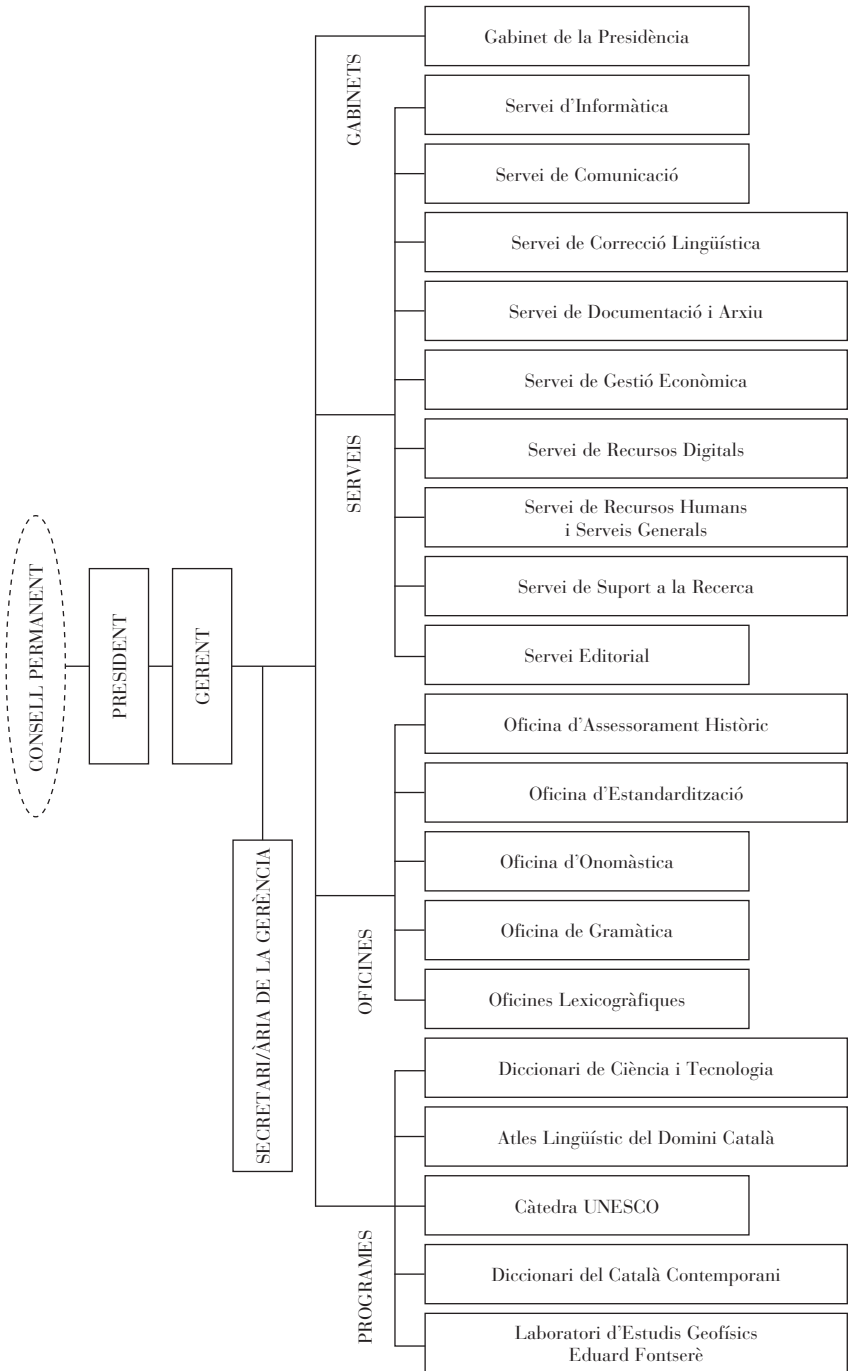 CONSELL PERMANENT
PRESIDENT
GERENT
SECRETARI/ÀRIA DE LA GERÈNCIA
GABINETS
Gabinet de la Presidència
SERVEIS
Servei d’Informàtica
Servei de Comunicació
Servei de Correcció Lingüística
Servei de Documentació i Arxiu
Servei de Gestió Econòmica
Servei de Recursos Digitals
Servei de Recursos Humans
i Serveis Generals
Servei de Suport a la Recerca
Servei Editorial
OFICINES
Oficina d’Assessorament Històric
Oficina d’Estandardització
Oficina d’Onomàstica
Oficina de Gramàtica
Oficines Lexicogràfiques
PROGRAMES
Diccionari de Ciència i Tecnologia
Atles Lingüístic del Domini Català
Càtedra UNESCO
Diccionari del Català Contemporani
Laboratori d’Estudis Geofísics
Eduard Fontserè